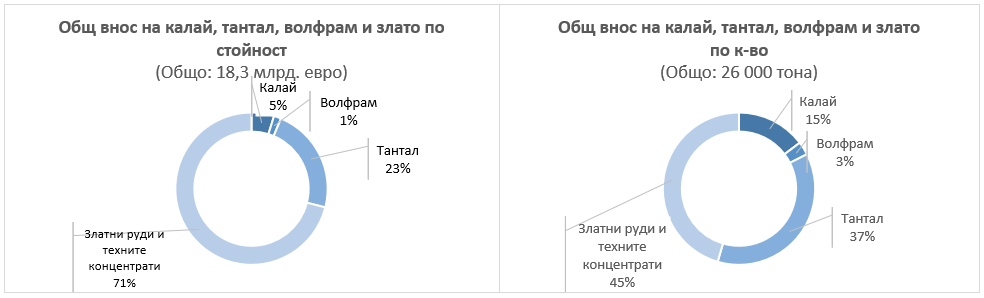 Общ внос на калай, тантал, волфрам и злато по
стойност
(Общо: 18,3 млрд. евро)
Калай
5%
Волфрам
1%
Тантал
23%
Златни руди и
техните
концентрати
71%
Общ внос на калай, тантал, волфрам и злато
по к-во
(Общо: 26 000 тона)
Калай
15%
Волфрам
3%
Тантал
37%
Златни руди и
техните
концентрати
45%